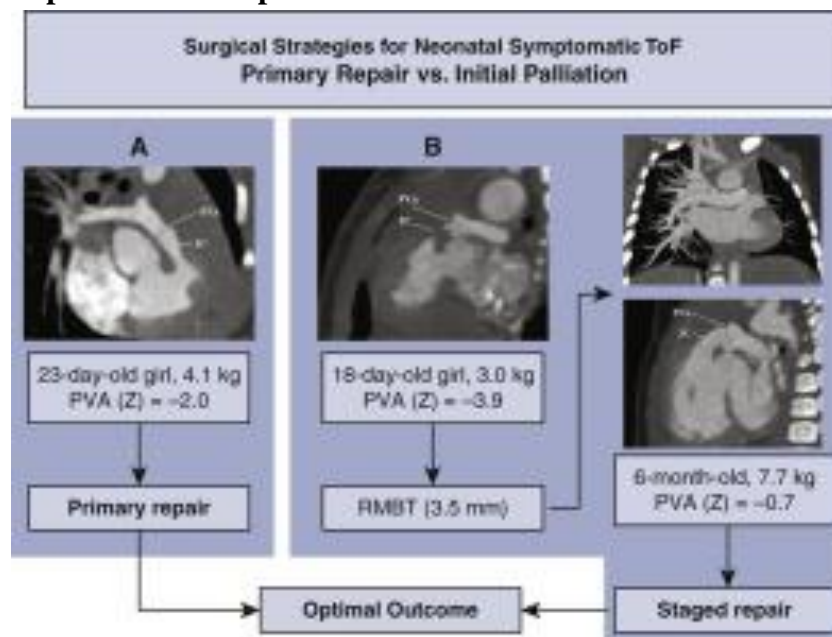 Surgical Strategies for Neonatal Symptomatic ToF
Primary Repair vs. Initial Palliation
A
B
23-day-old girl, 4.1 kg
PVA (Z) = –2.0
18-day-old girl, 3.0 kg
PVA (Z) = –3.9
6-month-old, 7.7 kg
PVA (Z) = –0.7
Primary repair
RMBT (3.5 mm)
Optimal Outcome
Staged repair